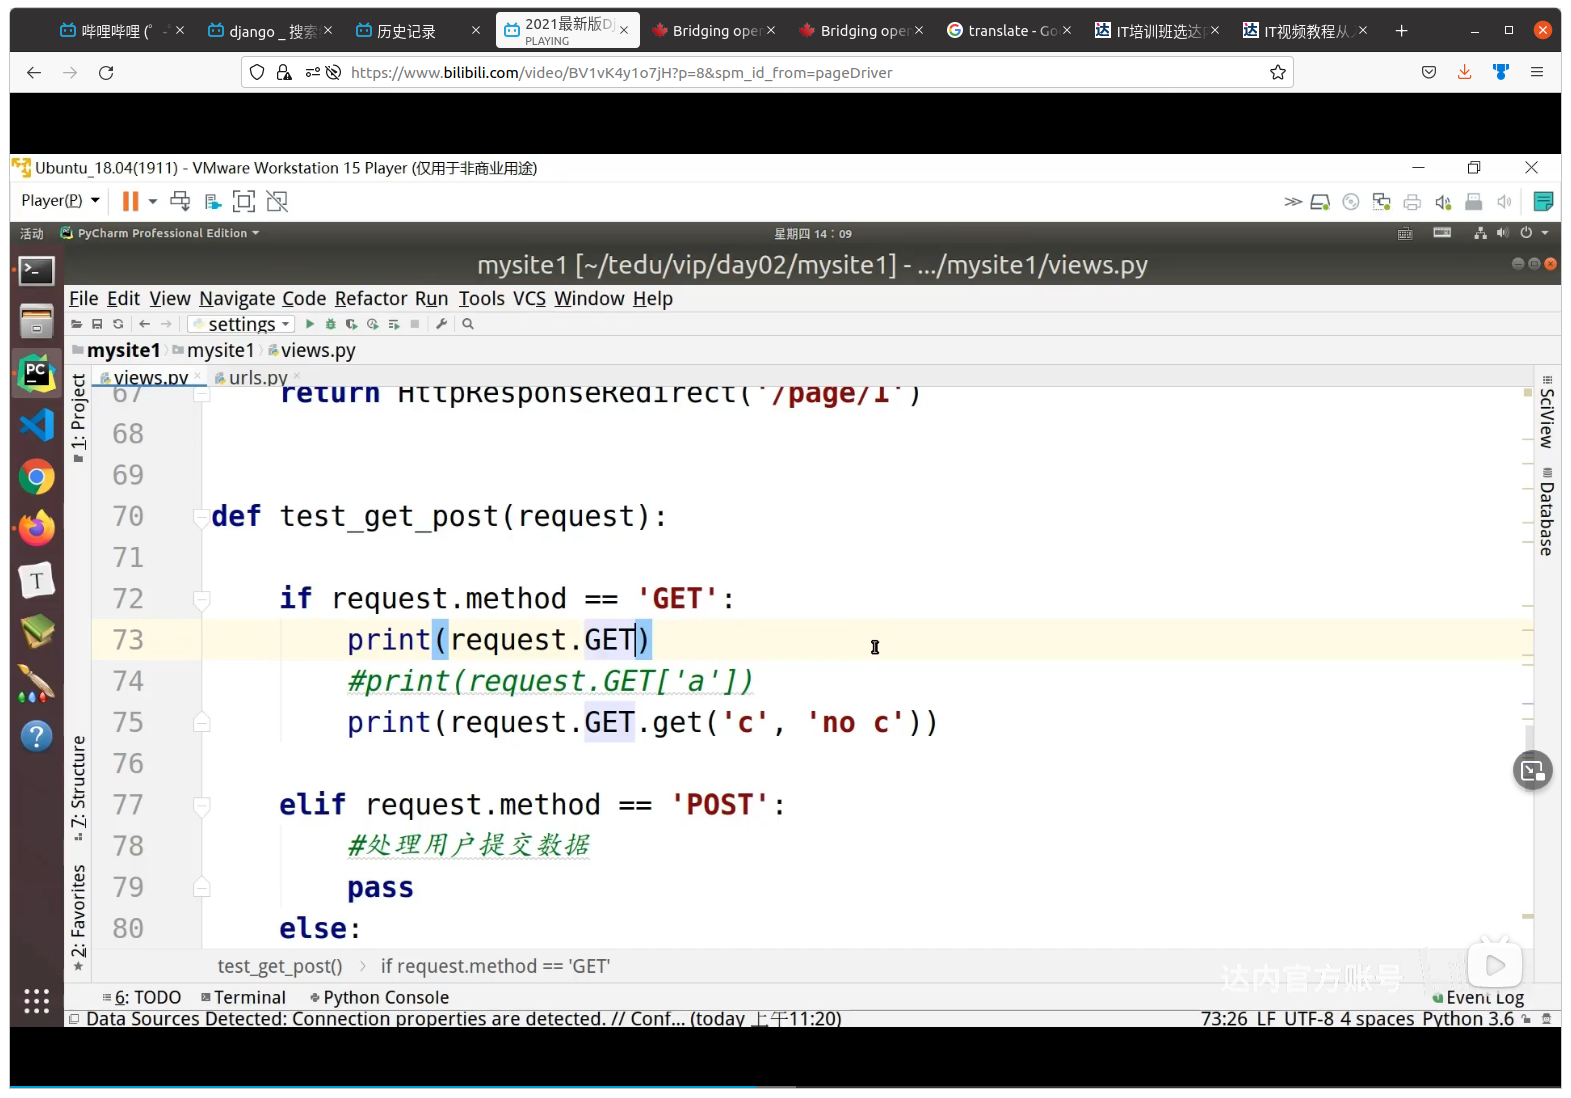 哔哩哔哩 (゜-゜
django _ 搜索
历史记录
2021最新版Dj
PLAYING
Bridging oper
Bridging oper
translate - Go
IT培训班选达内
IT视频教程从入
https://www.bilibili.com/video/BV1vK4y1o7jH?p=8&spm_id_from=pageDriver
Ubuntu_18.04(1911) - VMware Workstation 15 Player (仅用于非商业用途)
Player(P)
活动 PyCharm Professional Edition
星期四 14：09
mysite1 [~/tedu/vip/day02/mysite1] - .../mysite1/views.py
File Edit View Navigate Code Refactor Run Tools VCS Window Help
settings
mysite1 mysite1 views.py
views.py urls.py
1: Project
7: Structure
2: Favorites
SciView
Database
67 return HttpResponseRedirect('/page/1')
68
69
70 def test_get_post(request):
71
72 if request.method == 'GET':
73 print(request.GET)
74 #print(request.GET['a'])
75 print(request.GET.get('c', 'no c'))
76
77 elif request.method == 'POST':
78 #处理用户提交数据
79 pass
80 else:
test_get_post() › if request.method == 'GET'
达内官方账号
6: TODO Terminal Python Console
Event Log
Data Sources Detected: Connection properties are detected. // Conf... (today 上午11:20)
73:26 LF UTF-8 4 spaces Python 3.6